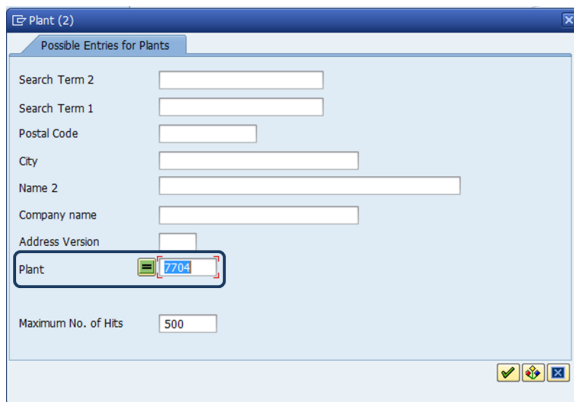 Plant (2)
Possible Entries for Plants
Search Term 2
Search Term 1
Postal Code
City
Name 2
Company name
Address Version
Plant 7704
Maximum No. of Hits 500